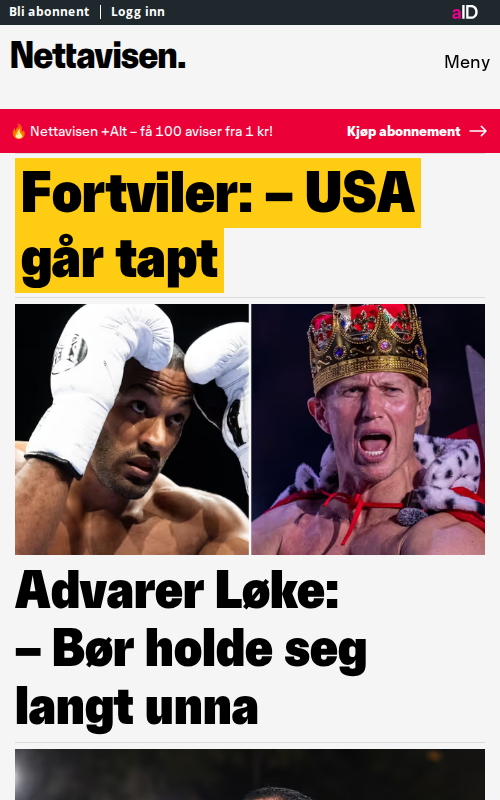 Bli abonnent | Logg inn
aID
Nettavisen.
Meny
🔥 Nettavisen +Alt – få 100 aviser fra 1 kr!
Kjøp abonnement →
Fortviler: – USA
går tapt
Advarer Løke:
– Bør holde seg
langt unna